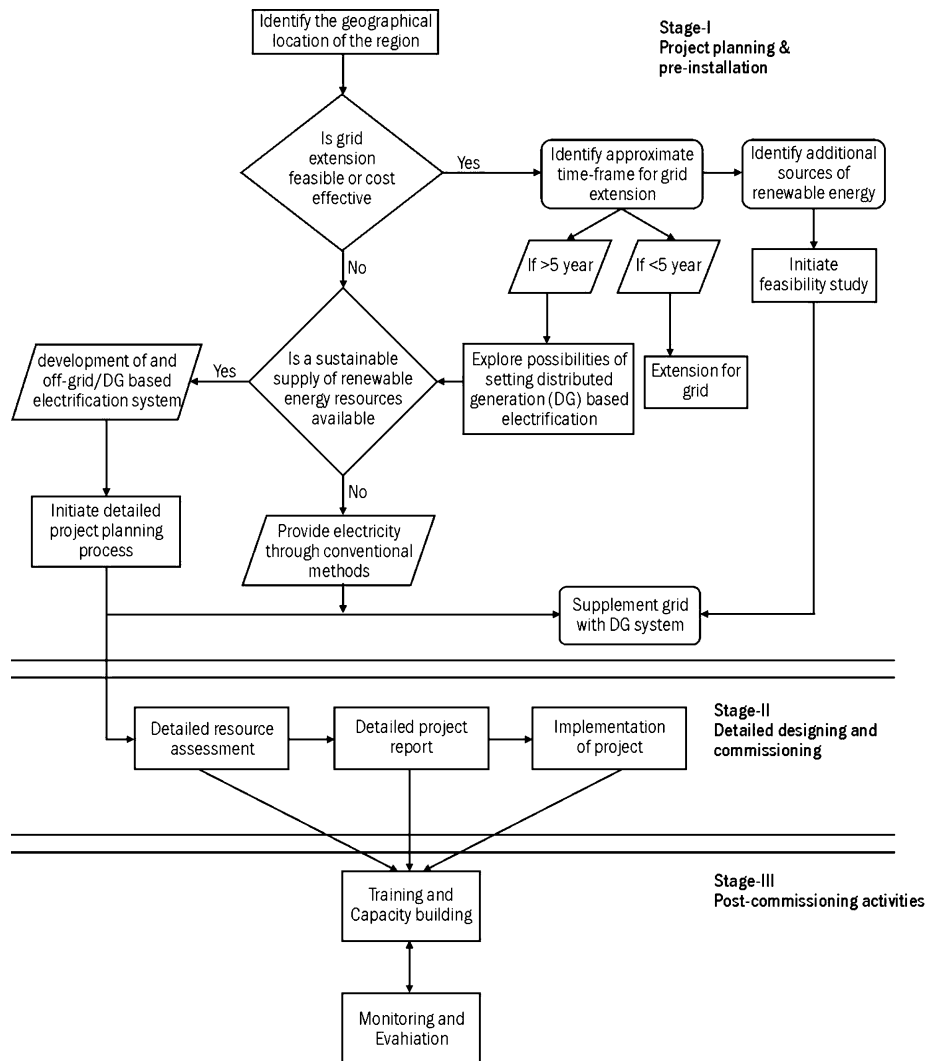 Identify the geographical
location of the region
Stage-I
Project planning &
pre-installation
Is grid
extension
feasible or cost
effective
Yes
Identify approximate
time-frame for grid
extension
Identify additional
sources of
renewable energy
No
If >5 year
If <5 year
Initiate
feasibility study
development of and
off-grid/DG based
electrification system
Yes
Is a sustainable
supply of renewable
energy resources
available
Explore possibilities of
setting distributed
generation (DG) based
electrification
Extension for
grid
No
Initiate detailed
project planning
process
Provide electricity
through conventional
methods
Supplement grid
with DG system
Stage-II
Detailed designing and
commissioning
Detailed resource
assessment
Detailed project
report
Implementation
of project
Stage-III
Post-commissioning activities
Training and
Capacity building
Monitoring and
Evahiation